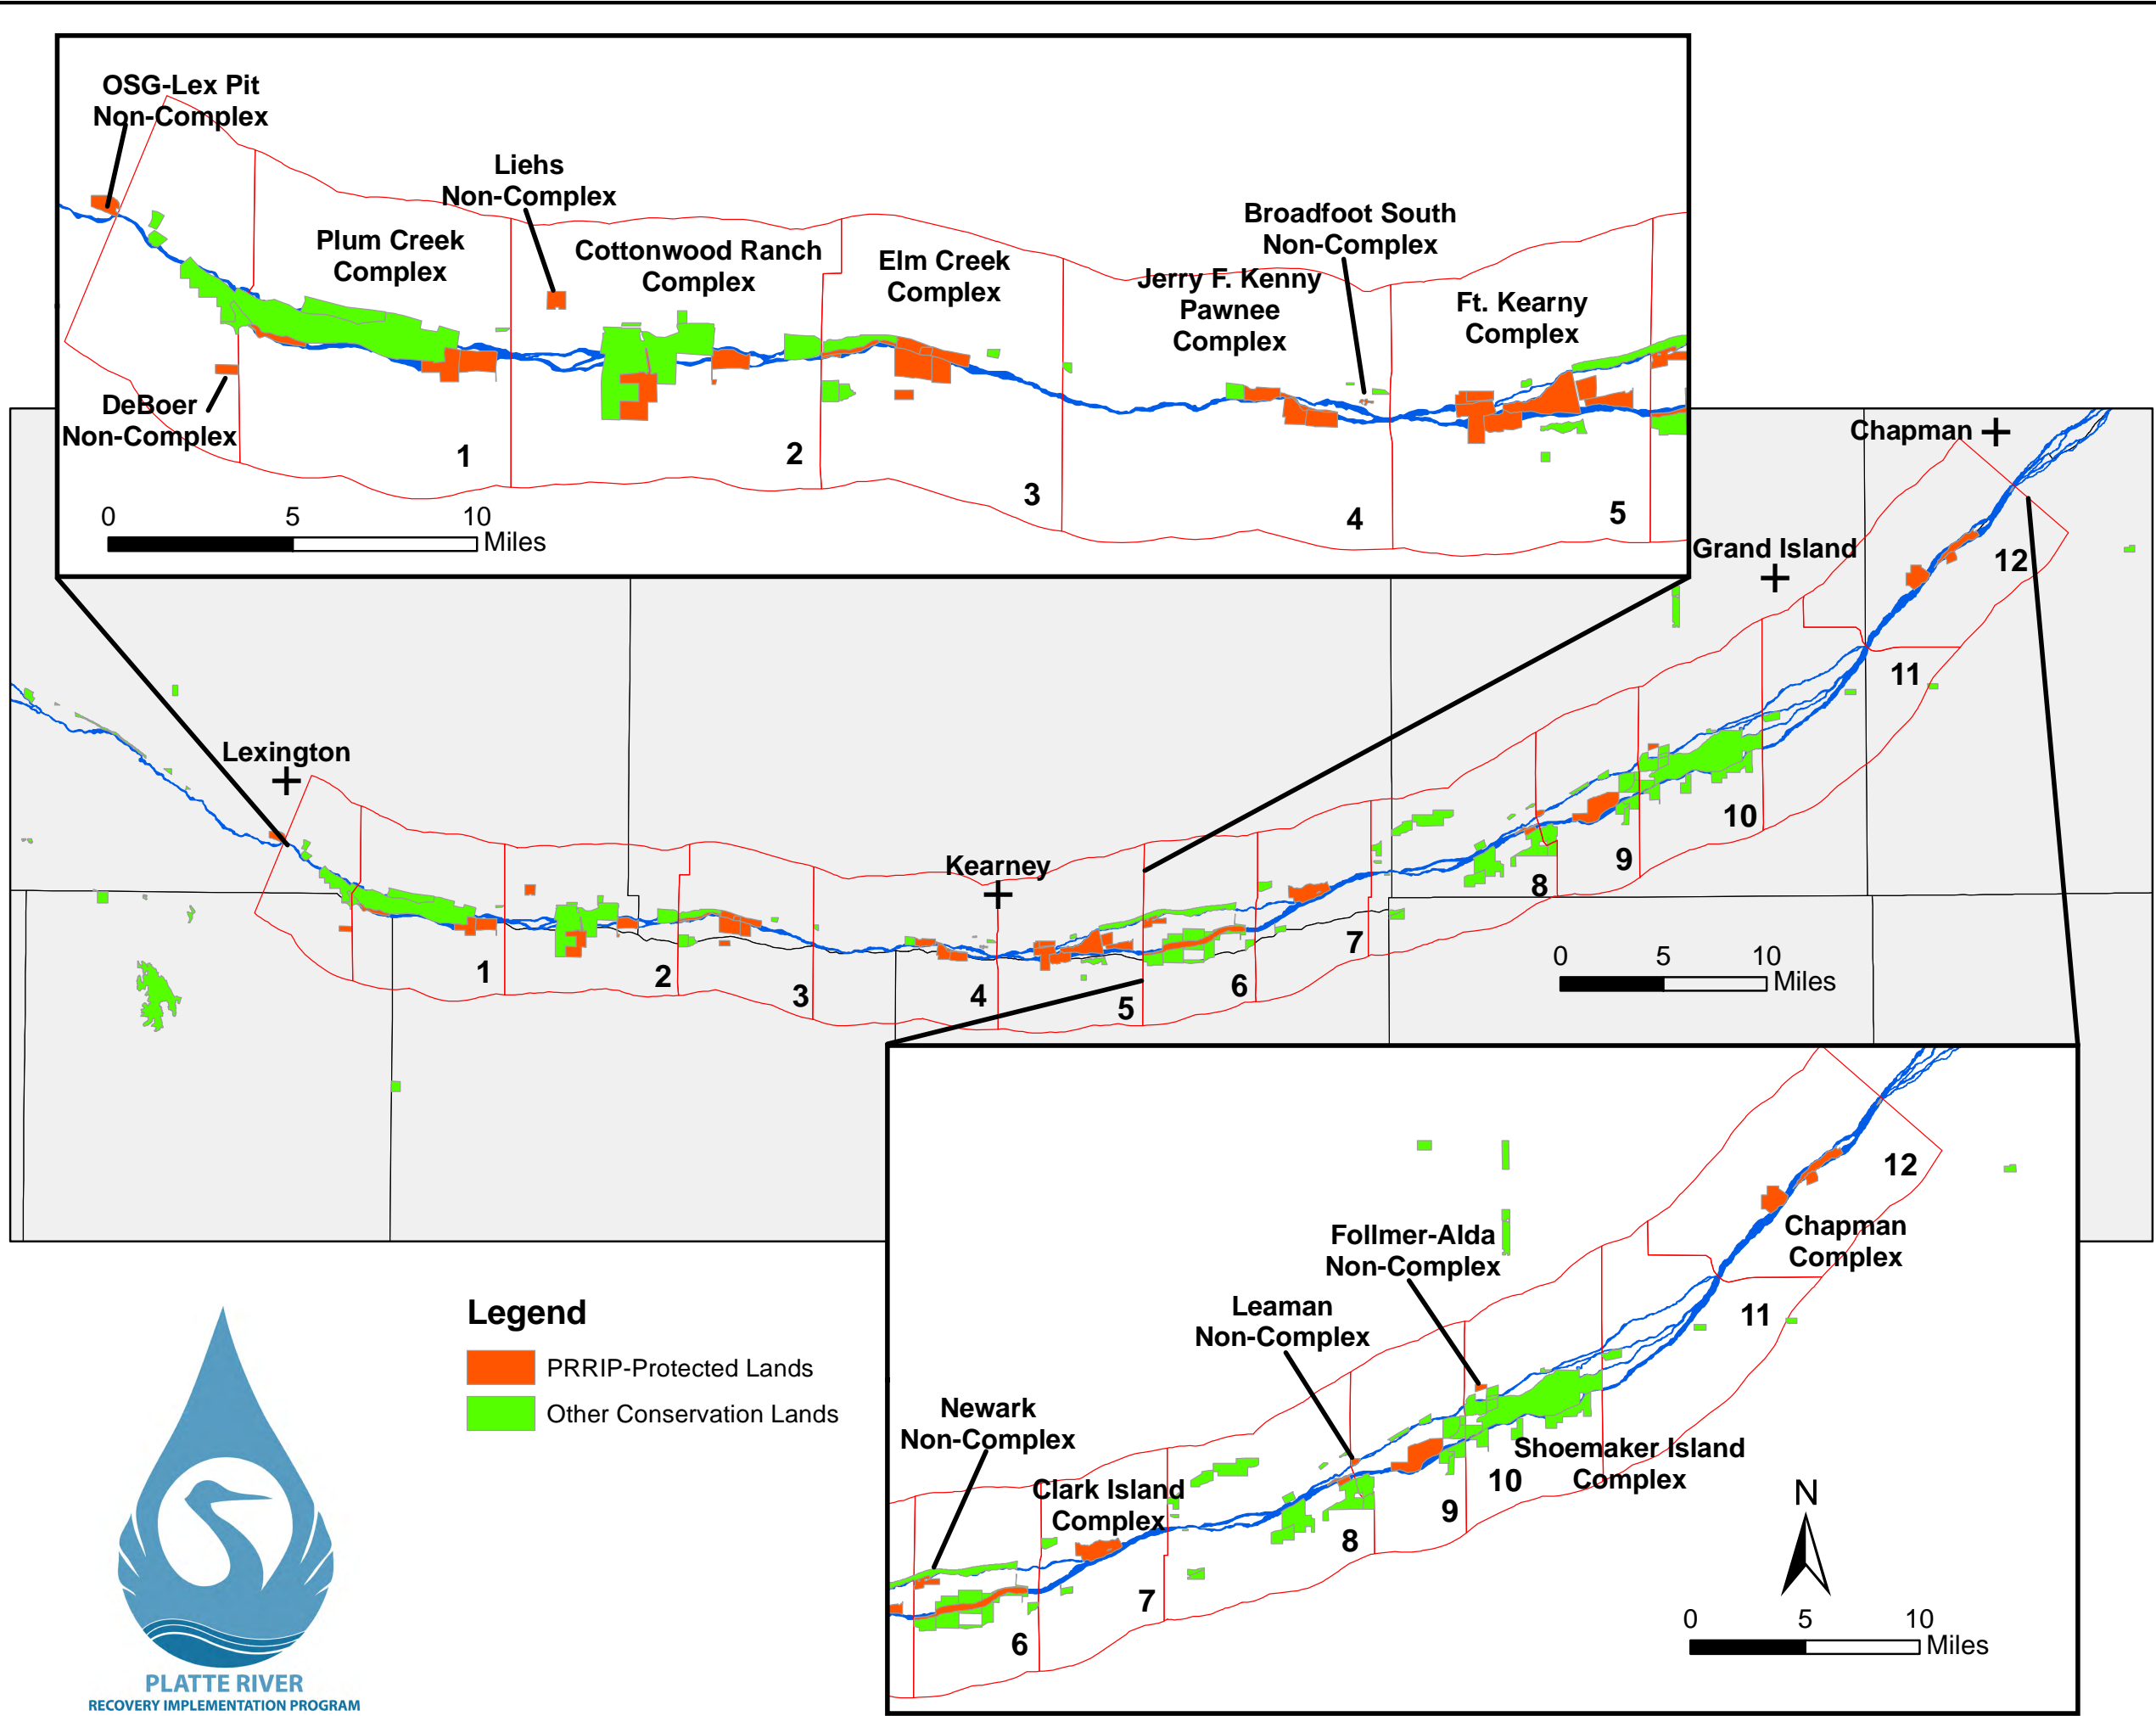 OSG-Lex Pit
Non-Complex
Liehs
Non-Complex
Plum Creek
Complex
Cottonwood Ranch
Complex
Elm Creek
Complex
Broadfoot South
Non-Complex
Jerry F. Kenny
Pawnee
Complex
Ft. Kearny
Complex
DeBoer
Non-Complex
1
2
3
4
5
0 5 10
Miles
Chapman
Grand Island
Lexington
Kearney
1
2
3
4
5
6
7
8
9
10
11
12
0 5 10
Miles
Newark
Non-Complex
Clark Island
Complex
Leaman
Non-Complex
Follmer-Alda
Non-Complex
Shoemaker Island
Complex
Chapman
Complex
6
7
8
9
10
11
12
N
0 5 10
Miles
Legend
PRRIP-Protected Lands
Other Conservation Lands
PLATTE RIVER
RECOVERY IMPLEMENTATION PROGRAM